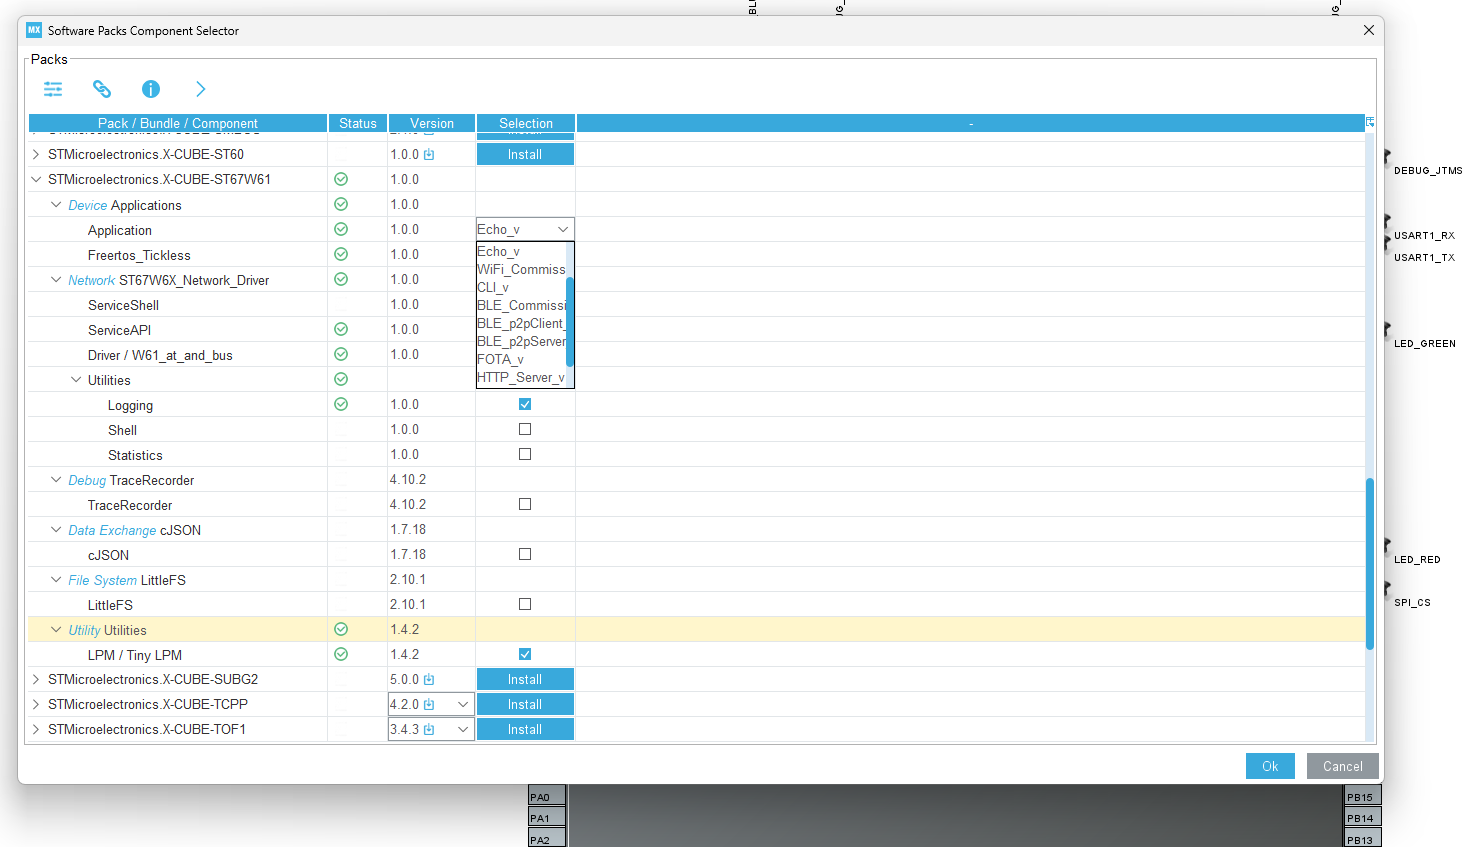 MX Software Packs Component Selector
Packs
Pack / Bundle / Component Status Version Selection -
STMicroelectronics.X-CUBE-ST60 1.0.0 Install
STMicroelectronics.X-CUBE-ST67W61 1.0.0
Device Applications 1.0.0
Application 1.0.0 Echo_v
Freertos_Tickless 1.0.0 Echo_v
WiFi_Commiss
Network ST67W6X_Network_Driver 1.0.0 CLI_v
ServiceShell 1.0.0 BLE_Commissi
ServiceAPI 1.0.0 BLE_p2pClient_
BLE_p2pServer
Driver / W61_at_and_bus 1.0.0 FOTA_v
Utilities HTTP_Server_v
Logging 1.0.0
Shell 1.0.0
Statistics 1.0.0
Debug TraceRecorder 4.10.2
TraceRecorder 4.10.2
Data Exchange cJSON 1.7.18
cJSON 1.7.18
File System LittleFS 2.10.1
LittleFS 2.10.1
Utility Utilities 1.4.2
LPM / Tiny LPM 1.4.2
STMicroelectronics.X-CUBE-SUBG2 5.0.0 Install
STMicroelectronics.X-CUBE-TCPP 4.2.0 Install
STMicroelectronics.X-CUBE-TOF1 3.4.3 Install
Ok Cancel
DEBUG_JTMS
USART1_RX
USART1_TX
LED_GREEN
LED_RED
SPI_CS
PA0 PB15
PA1 PB14
PA2 PB13